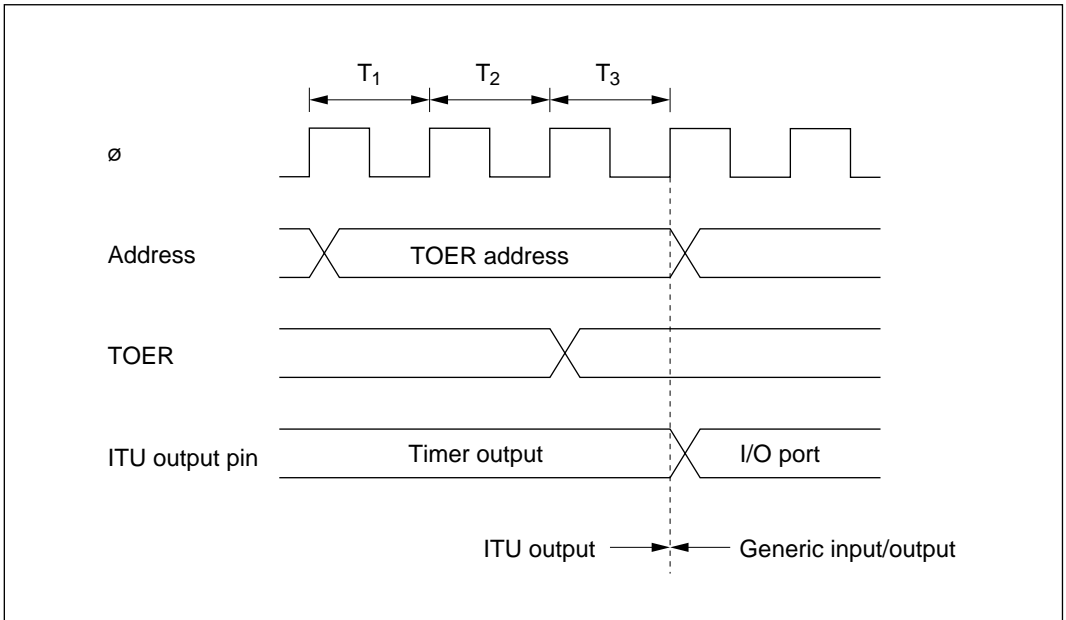 T1 T2 T3
ø
Address TOER address
TOER
ITU output pin Timer output I/O port
ITU output Generic input/output